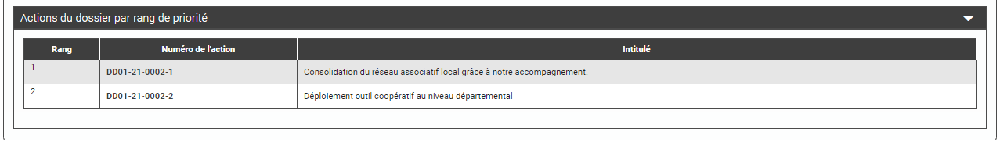 Actions du dossier par rang de priorité
Rang Numéro de l'action Intitulé
1 DD01-21-0002-1 Consolidation du réseau associatif local grâce à notre accompagnement.
2 DD01-21-0002-2 Déploiement outil coopératif au niveau départemental